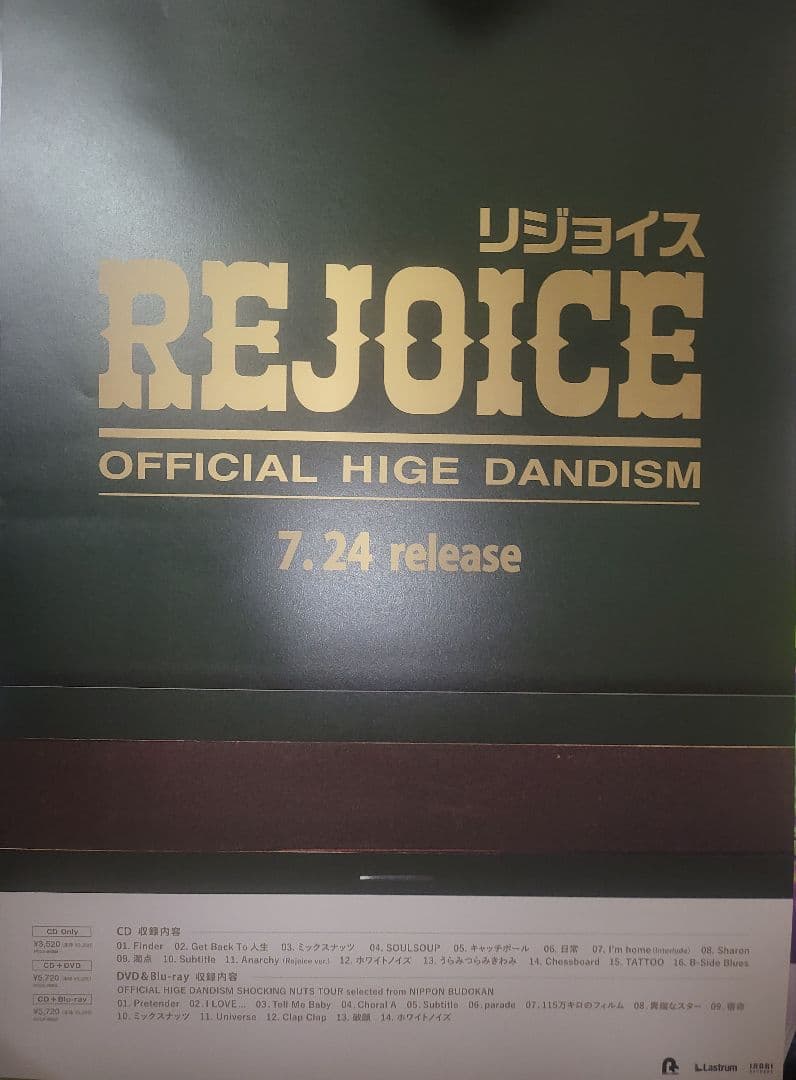 リジョイス
REJOICE
OFFICIAL HIGE DANDISM
7.24 release
CD Only
¥3,520
CD+DVD
¥5,720
CD+Blu-ray
¥5,720
CD 収録内容
01. Finder 02. Get Back To 人生 03. ミックスナッツ 04. SOULSOUP 05. キャッチボール 06. 日常 07. I'm home (Interlude) 08. Sharon
09. 濁点 10. Subtitle 11. Anarchy (Rejoice ver.) 12. ホワイトノイズ 13. うらみつらみきわみ 14. Chessboard 15. TATTOO 16. B-Side Blues
DVD&Blu-ray 収録内容
OFFICIAL HIGE DANDISM SHOCKING NUTS TOUR selected from NIPPON BUDOKAN
01. Pretender 02. I LOVE... 03. Tell Me Baby 04. Choral A 05. Subtitle 06. parade 07. 115万キロのフィルム 08. 異端なスター 09. 宿命
10. ミックスナッツ 11. Universe 12. Clap Clap 13. 破顔 14. ホワイトノイズ
Lastrum